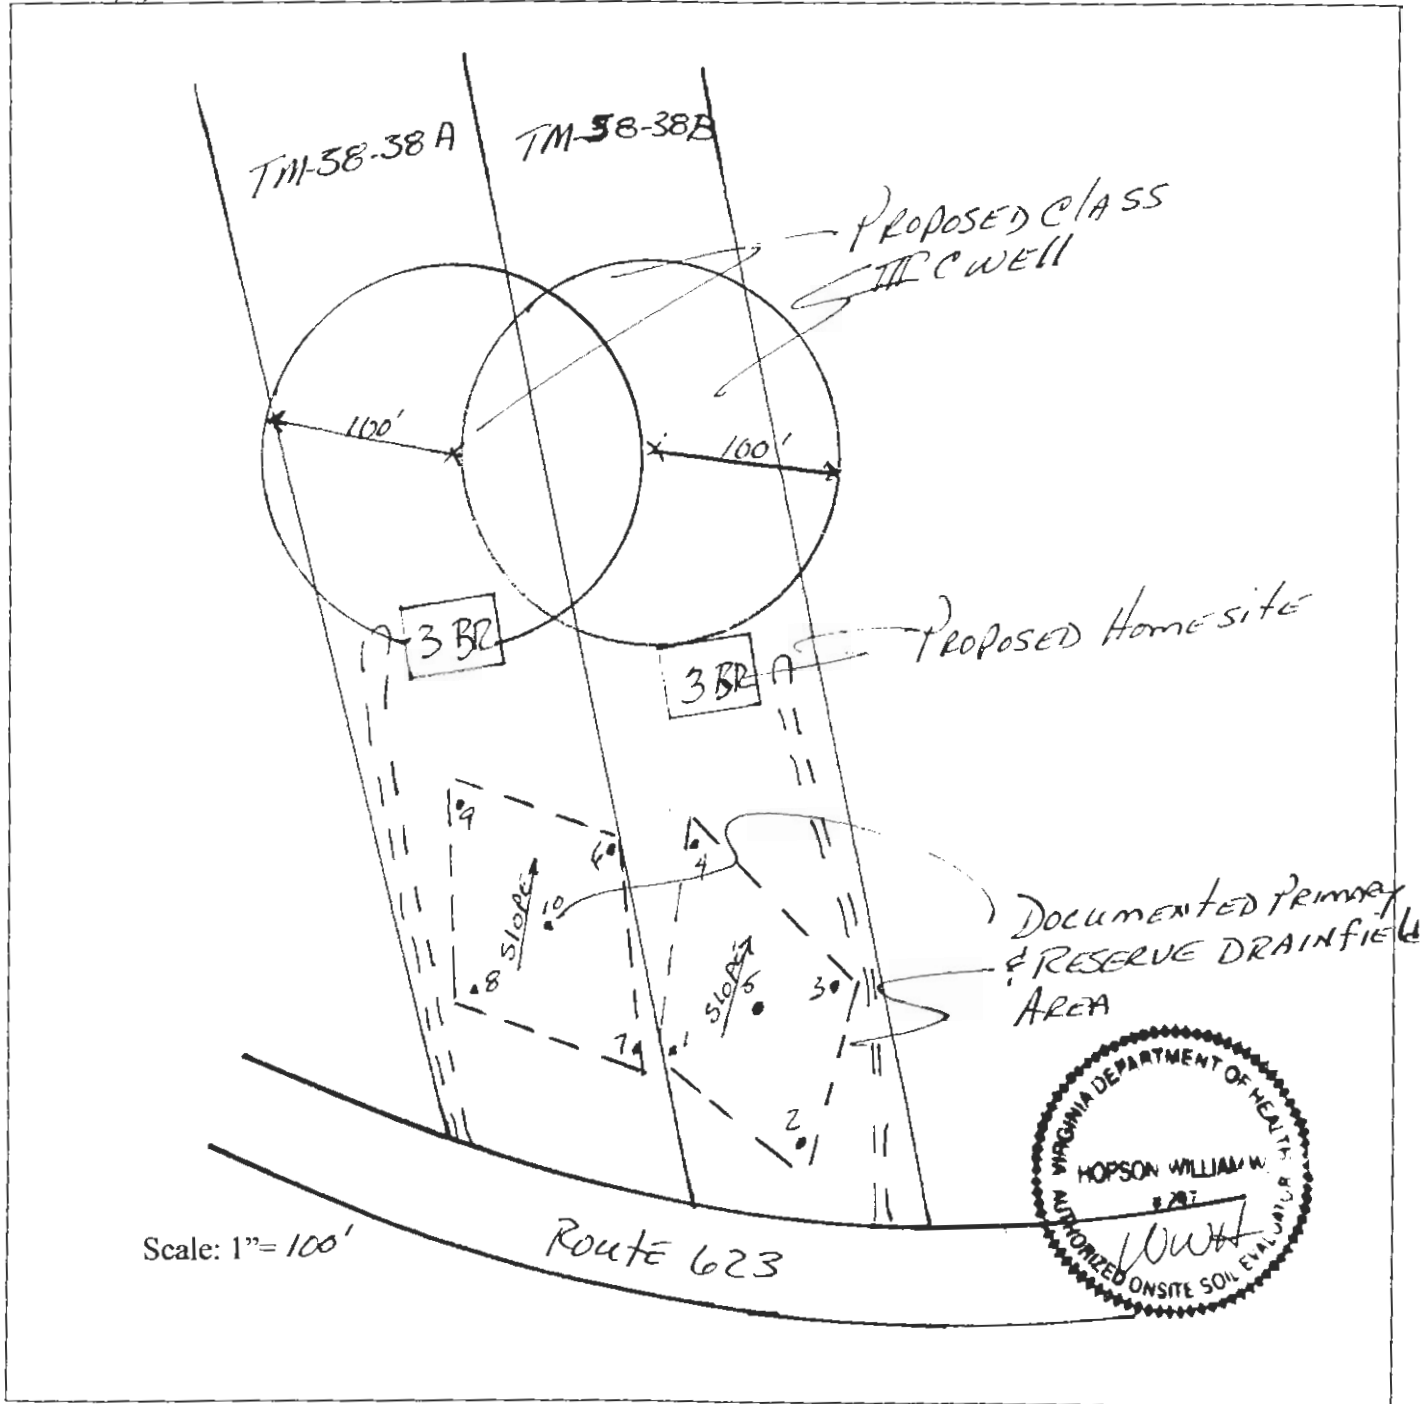 TM-58-38A
TM-58-38B
PROPOSED CLASS
III C WELL
100'
100'
3 BR
3 BR
PROPOSED HOMESITE
9
6
4
10
SLOPE
8
SLOPE
5
3
7
1
2
DOCUMENTED PRIMARY
& RESERVE DRAINFIELD
AREA
VIRGINIA DEPARTMENT OF HEALTH
HOPSON WILLIAM W
WWH
AUTHORIZED ONSITE SOIL EVALUATOR
Scale: 1"= 100'
ROUTE 623